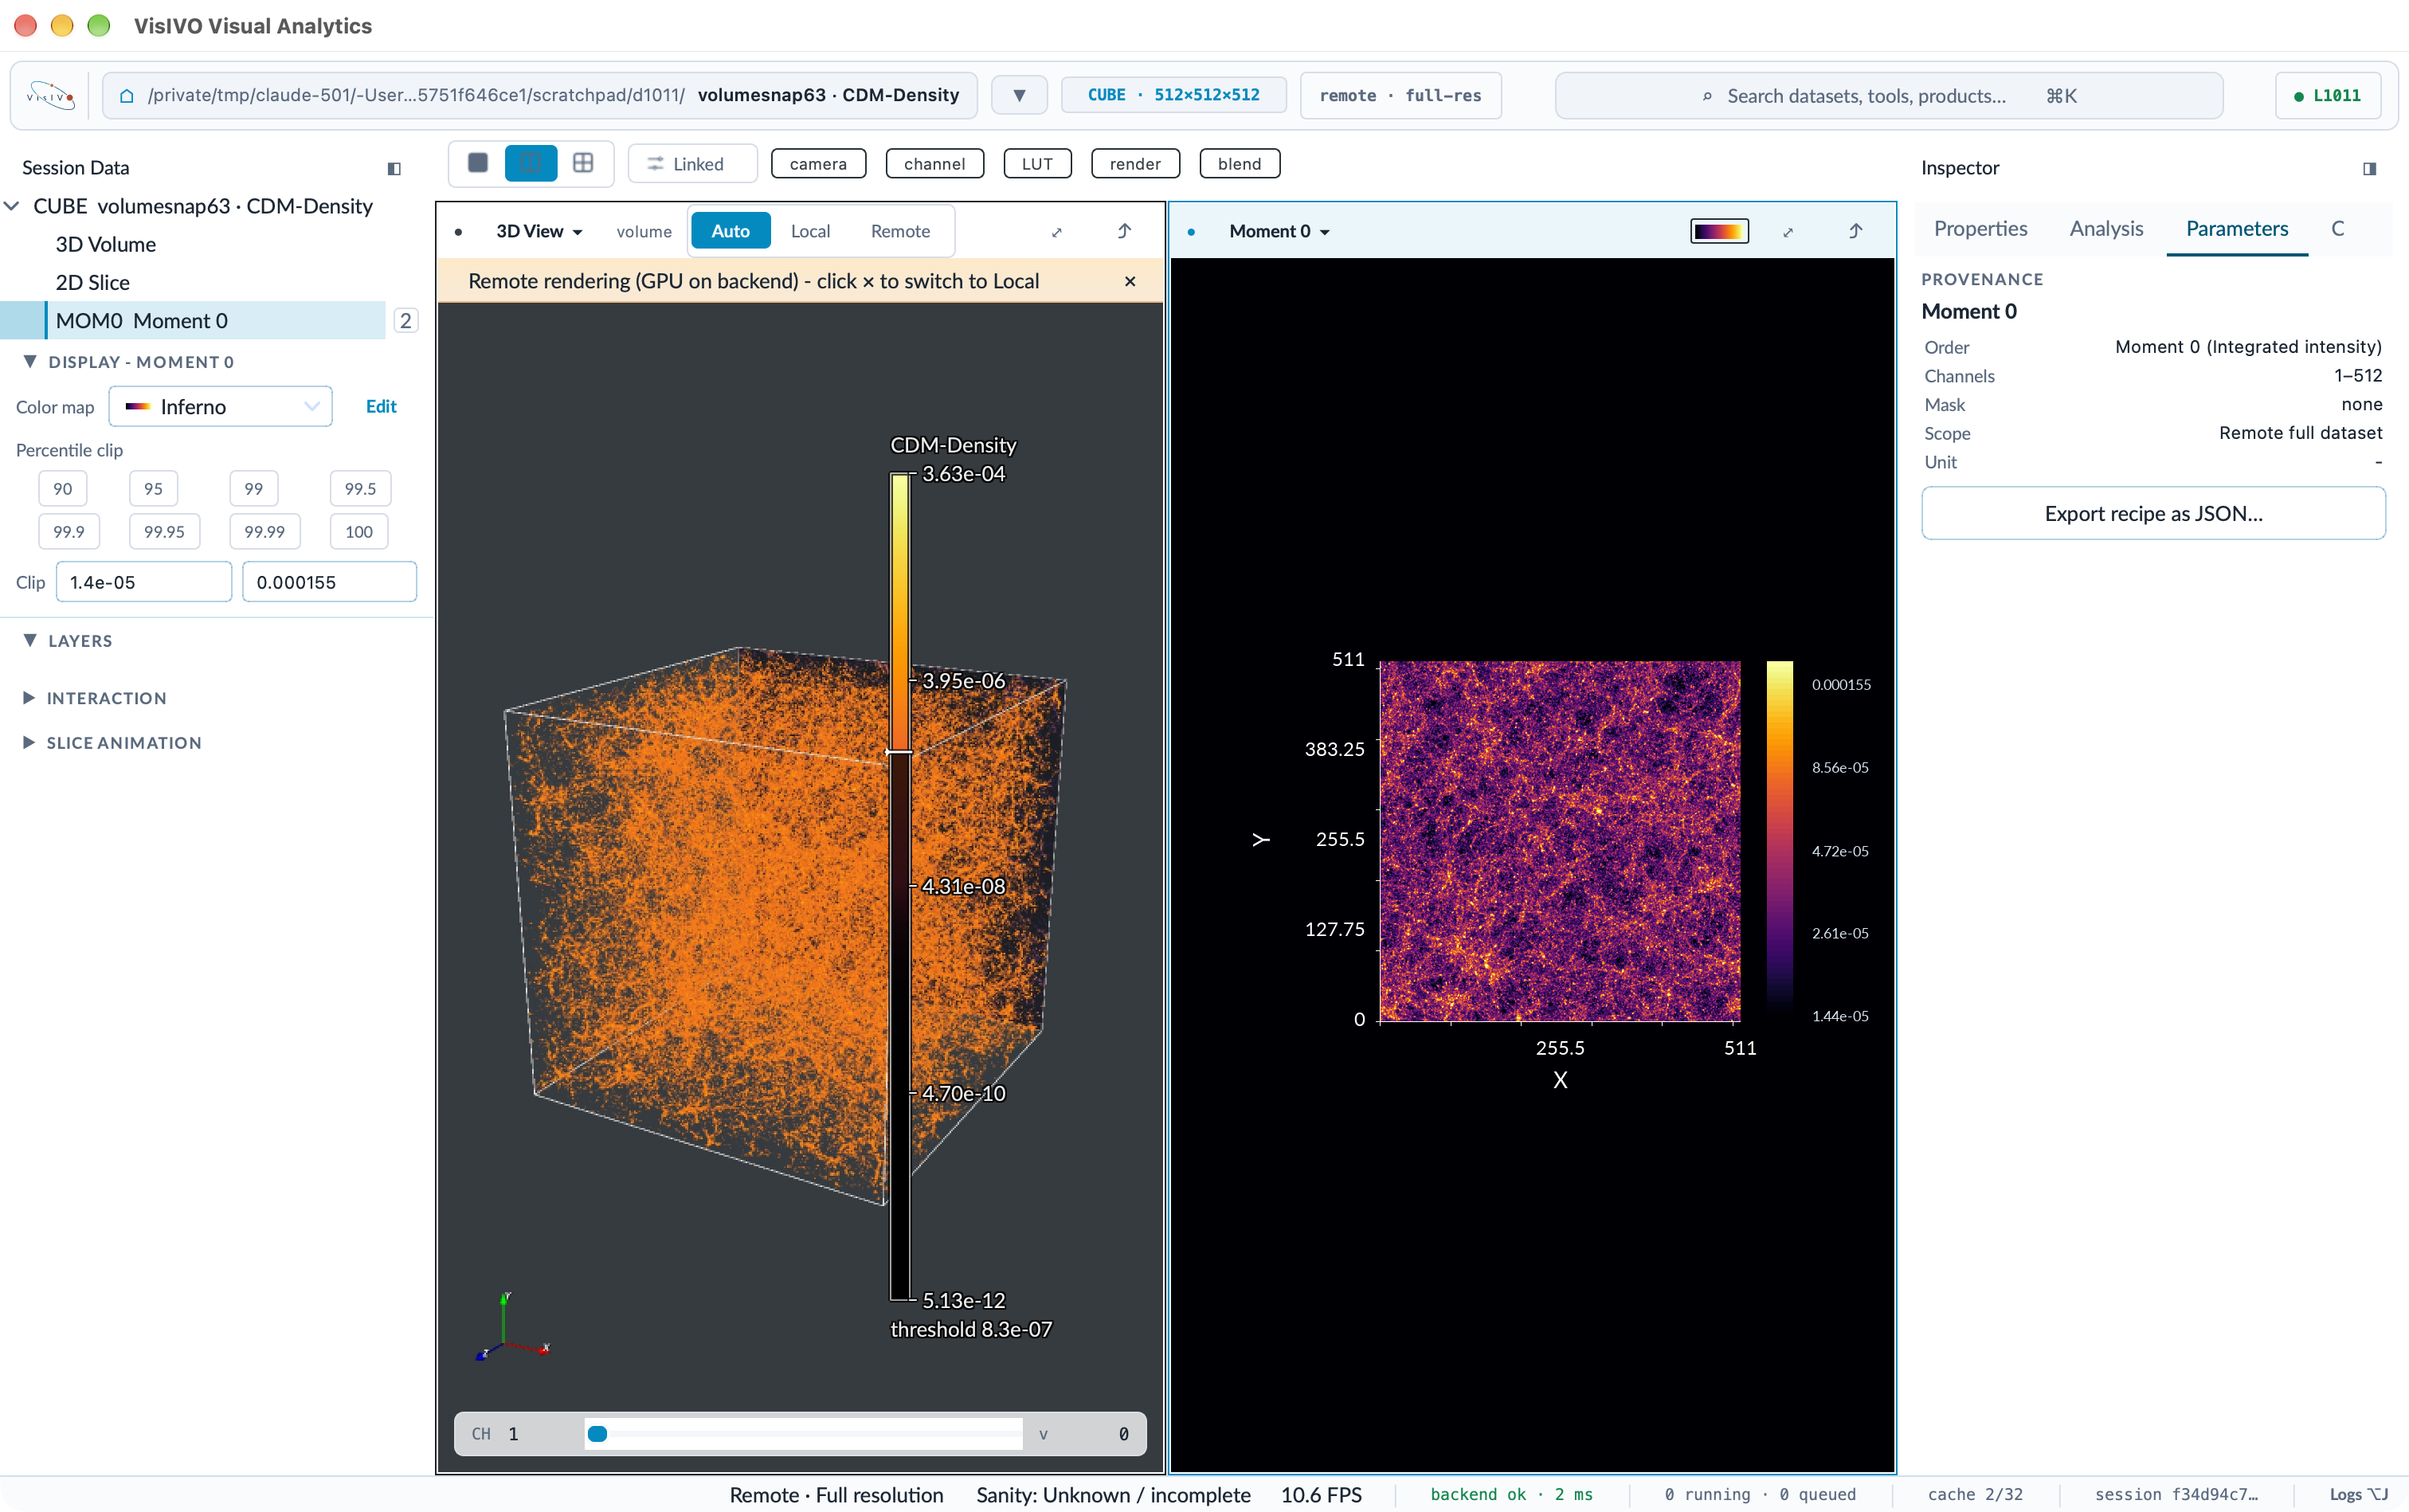 VisIVO Visual Analytics
VisIVO
/private/tmp/claude-501/-User...5751f646ce1/scratchpad/d1011/ volumesnap63 · CDM-Density
▼
CUBE · 512×512×512
remote · full-res
Search datasets, tools, products... ⌘K
L1011
Session Data
CUBE volumesnap63 · CDM-Density
3D Volume
2D Slice
MOM0 Moment 0 2
DISPLAY - MOMENT 0
Color map Inferno Edit
Percentile clip
90 95 99 99.5
99.9 99.95 99.99 100
Clip 1.4e-05 0.000155
LAYERS
INTERACTION
SLICE ANIMATION
Linked camera channel LUT render blend
3D View volume Auto Local Remote
Remote rendering (GPU on backend) - click × to switch to Local ×
CDM-Density
3.63e-04
3.95e-06
4.31e-08
4.70e-10
5.13e-12
threshold 8.3e-07
Y
X
Z
CH 1 v 0
Moment 0
511
383.25
255.5
127.75
0
Y
255.5 511
X
0.000155
8.56e-05
4.72e-05
2.61e-05
1.44e-05
Inspector
Properties Analysis Parameters C
PROVENANCE
Moment 0
Order Moment 0 (Integrated intensity)
Channels 1–512
Mask none
Scope Remote full dataset
Unit -
Export recipe as JSON...
Remote · Full resolution Sanity: Unknown / incomplete 10.6 FPS backend ok · 2 ms 0 running · 0 queued cache 2/32 session f34d94c7... Logs ⌥J